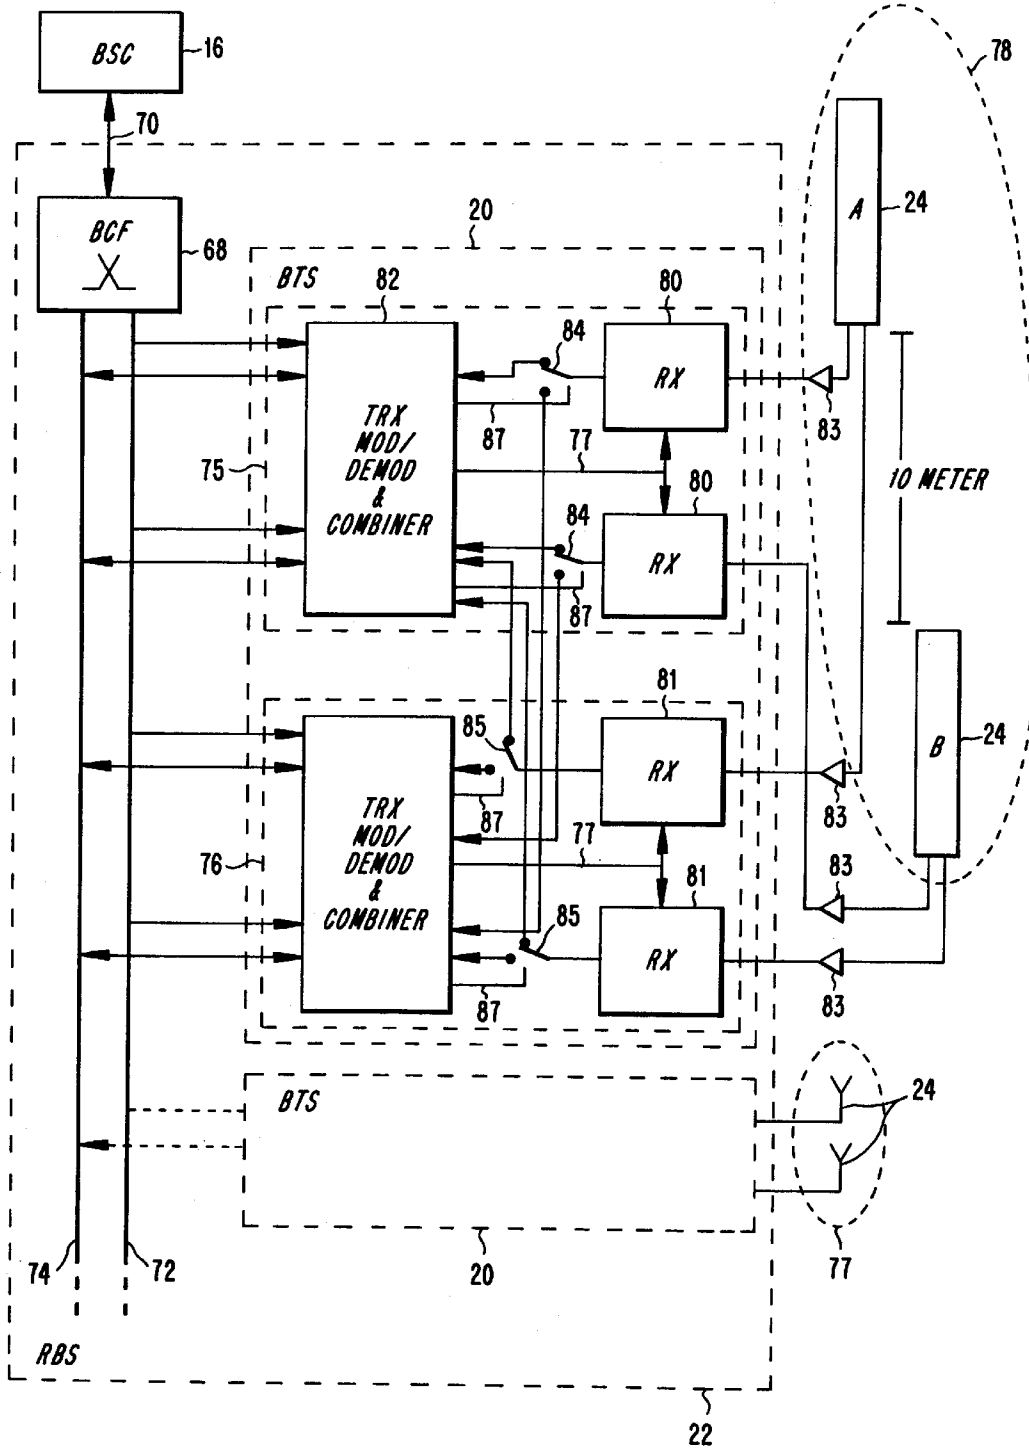 BSC
16
70
78
BCF
68
20
A
24
BTS
82
80
84
RX
83
87
TRX
MOD/
DEMOD
&
COMBINER
77
75
10 METER
80
84
RX
87
81
85
RX
B
24
83
87
TRX
MOD/
DEMOD
&
COMBINER
77
76
83
81
85
RX
87
83
BTS
24
74
72
20
77
RBS
22